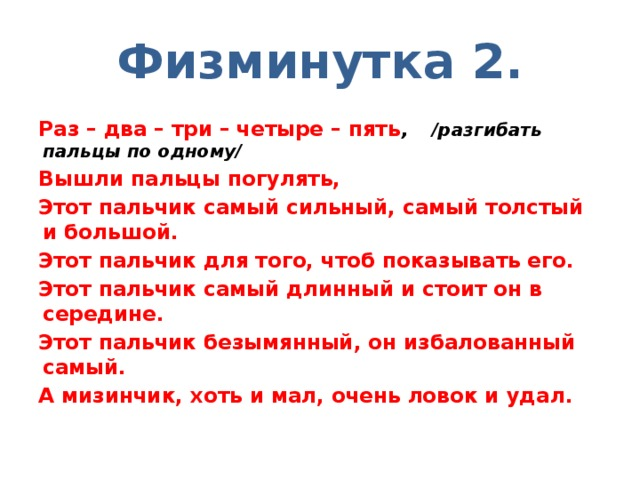 Физминутка 2.
Раз – два – три – четыре – пять, /разгибать
пальцы по одному/
Вышли пальцы погулять,
Этот пальчик самый сильный, самый толстый
и большой.
Этот пальчик для того, чтоб показывать его.
Этот пальчик самый длинный и стоит он в
середине.
Этот пальчик безымянный, он избалованный
самый.
А мизинчик, хоть и мал, очень ловок и удал.